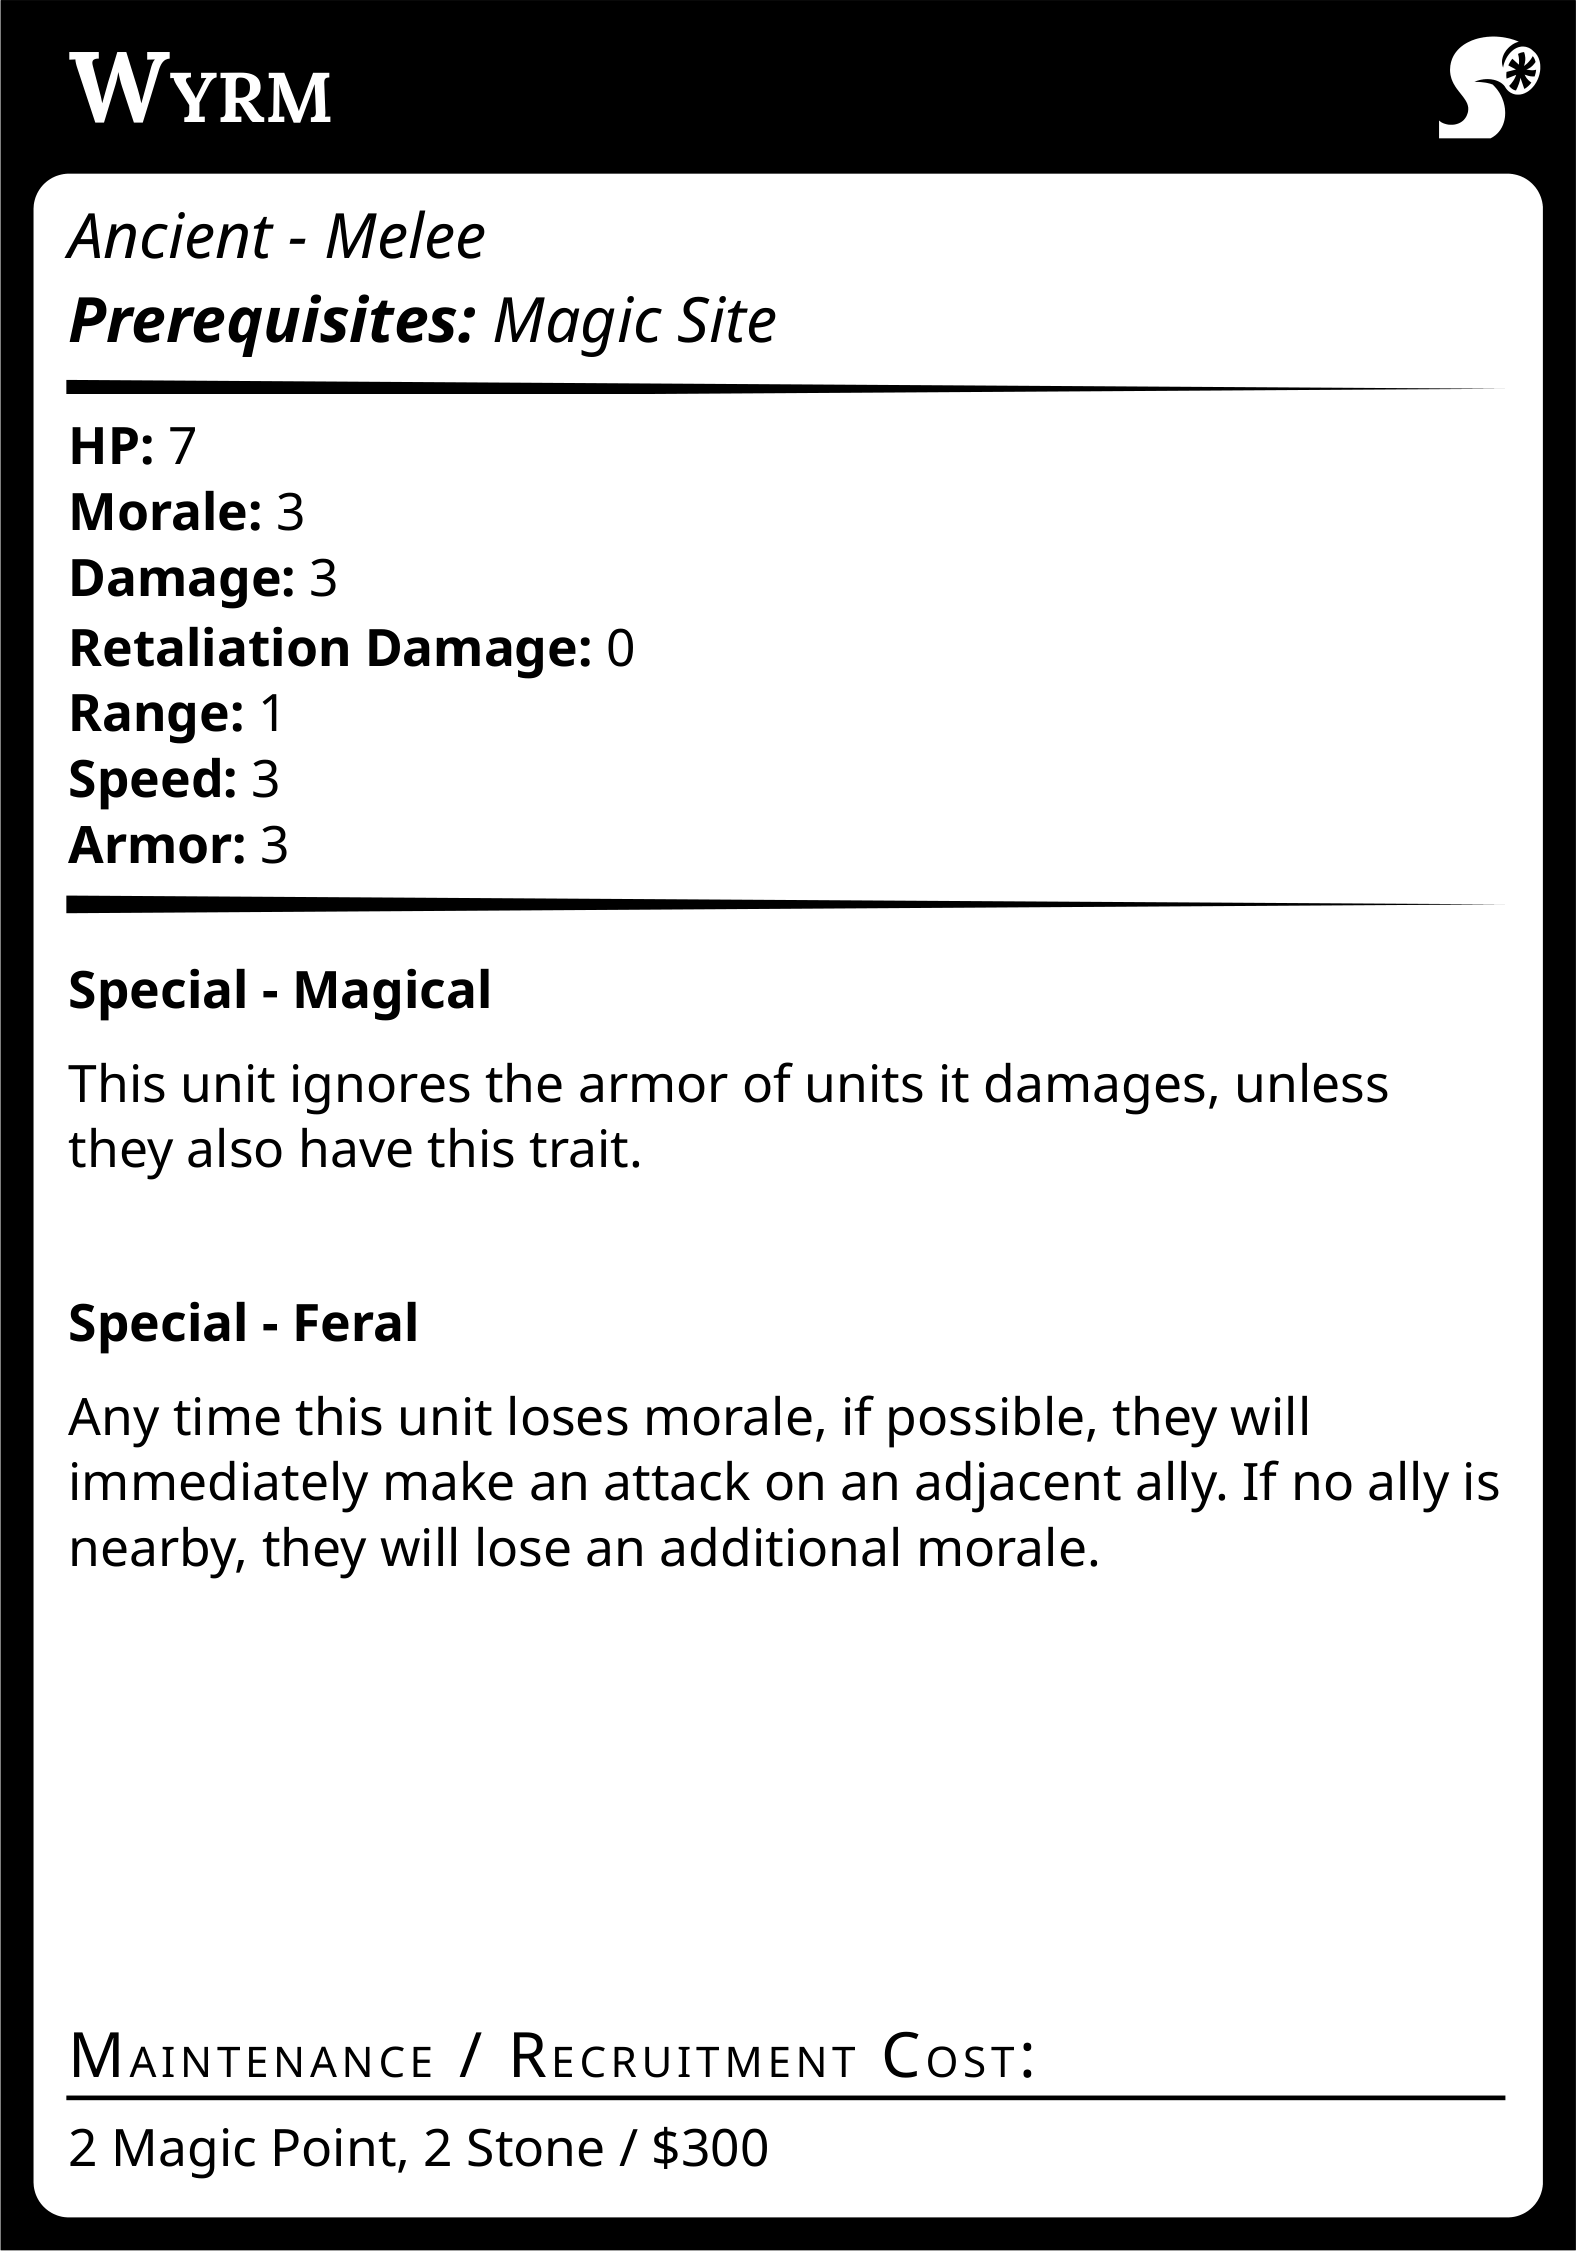 Wyrm
Ancient - Melee
Prerequisites: Magic Site
HP: 7
Morale: 3
Damage: 3
Retaliation Damage: 0
Range: 1
Speed: 3
Armor: 3
Special - Magical
This unit ignores the armor of units it damages, unless
they also have this trait.
Special - Feral
Any time this unit loses morale, if possible, they will
immediately make an attack on an adjacent ally. If no ally is
nearby, they will lose an additional morale.
Maintenance / Recruitment Cost:
2 Magic Point, 2 Stone / $300